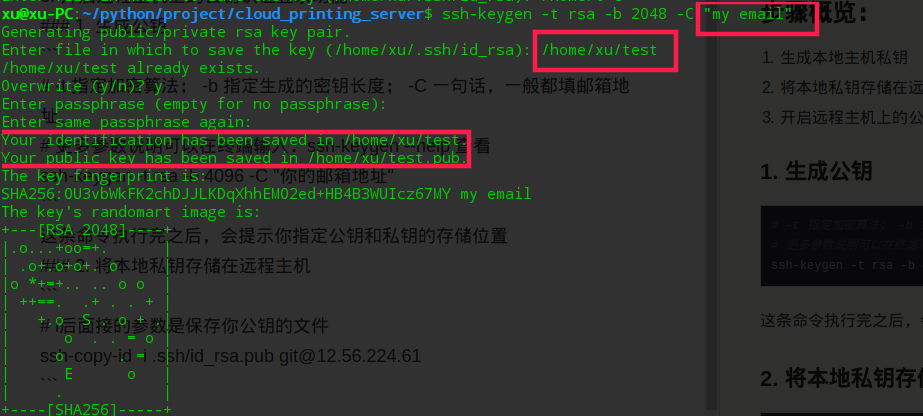 xu@xu-PC:~/python/project/cloud_printing_server$ ssh-keygen -t rsa -b 2048 -C "my email"
Generating public/private rsa key pair.
Enter file in which to save the key (/home/xu/.ssh/id_rsa): /home/xu/test
/home/xu/test already exists.
Overwrite (y/n)? y
Enter passphrase (empty for no passphrase):
Enter same passphrase again:
Your identification has been saved in /home/xu/test.
Your public key has been saved in /home/xu/test.pub.
The key fingerprint is:
SHA256:OU3vbWkFK2chDJJLKDqXhhEM02ed+HB4B3WUIcz67MY my email
The key's randomart image is:
+---[RSA 2048]----+
|.o...+oo=+.      |
| .o+.o+o+. o     |
|o *+=+.. .. o o  |
| ++==.  .+ . . + |
|   +.o  S . o +  |
|      o  . . = o |
|     o      . =  |
|      E      o   |
|     .           |
+----[SHA256]-----+
指定加密算法； -b 指定生成的密钥长度； -C 一句话，一般都填邮箱地
址
ssh-keygen -t rsa -b 4096 -C "你的邮箱地址"
这条命令执行完之后，会提示你指定公钥和私钥的存储位置
## 2. 将本地私钥存储在远程主机
```
# i后面接的参数是保存你公钥的文件
ssh-copy-id -i .ssh/id_rsa.pub git@12.56.224.61
```
步骤概览：
1. 生成本地主机私钥
2. 将本地私钥存储在远
3. 开启远程主机上的公
1. 生成公钥
# -t 指定加密算法； -b
# 更多参数说明可以在终端
ssh-keygen -t rsa -b
这条命令执行完之后，
2. 将本地私钥存储